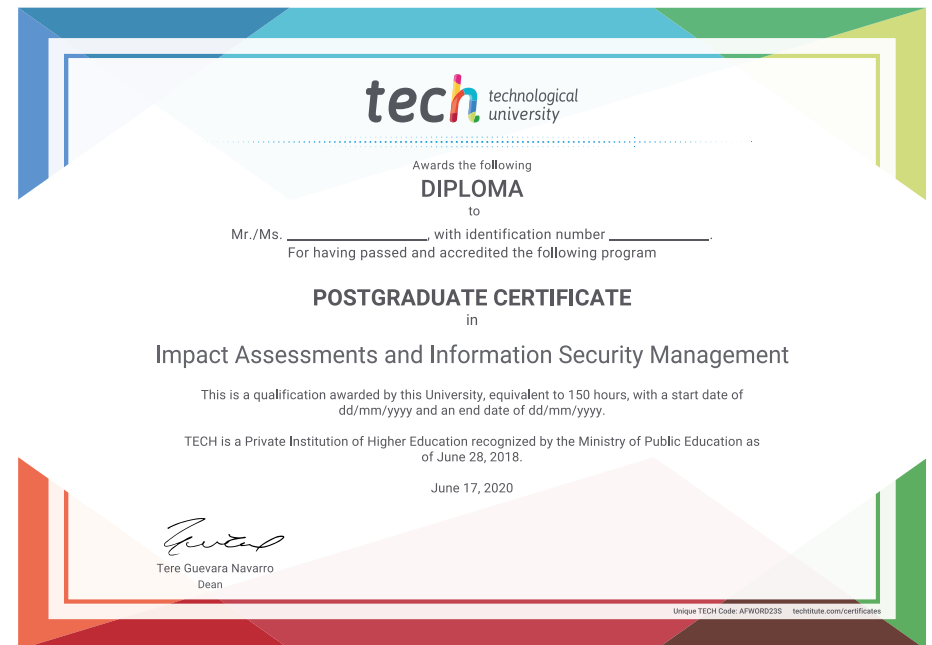 tech technological
university
Awards the following
DIPLOMA
to
Mr./Ms. ____________________, with identification number ______________.
For having passed and accredited the following program
POSTGRADUATE CERTIFICATE
in
Impact Assessments and Information Security Management
This is a qualification awarded by this University, equivalent to 150 hours, with a start date of
dd/mm/yyyy and an end date of dd/mm/yyyy.
TECH is a Private Institution of Higher Education recognized by the Ministry of Public Education as
of June 28, 2018.
June 17, 2020
Tere Guevara Navarro
Dean
Unique TECH Code: AFWORD23S techtitute.com/certificates